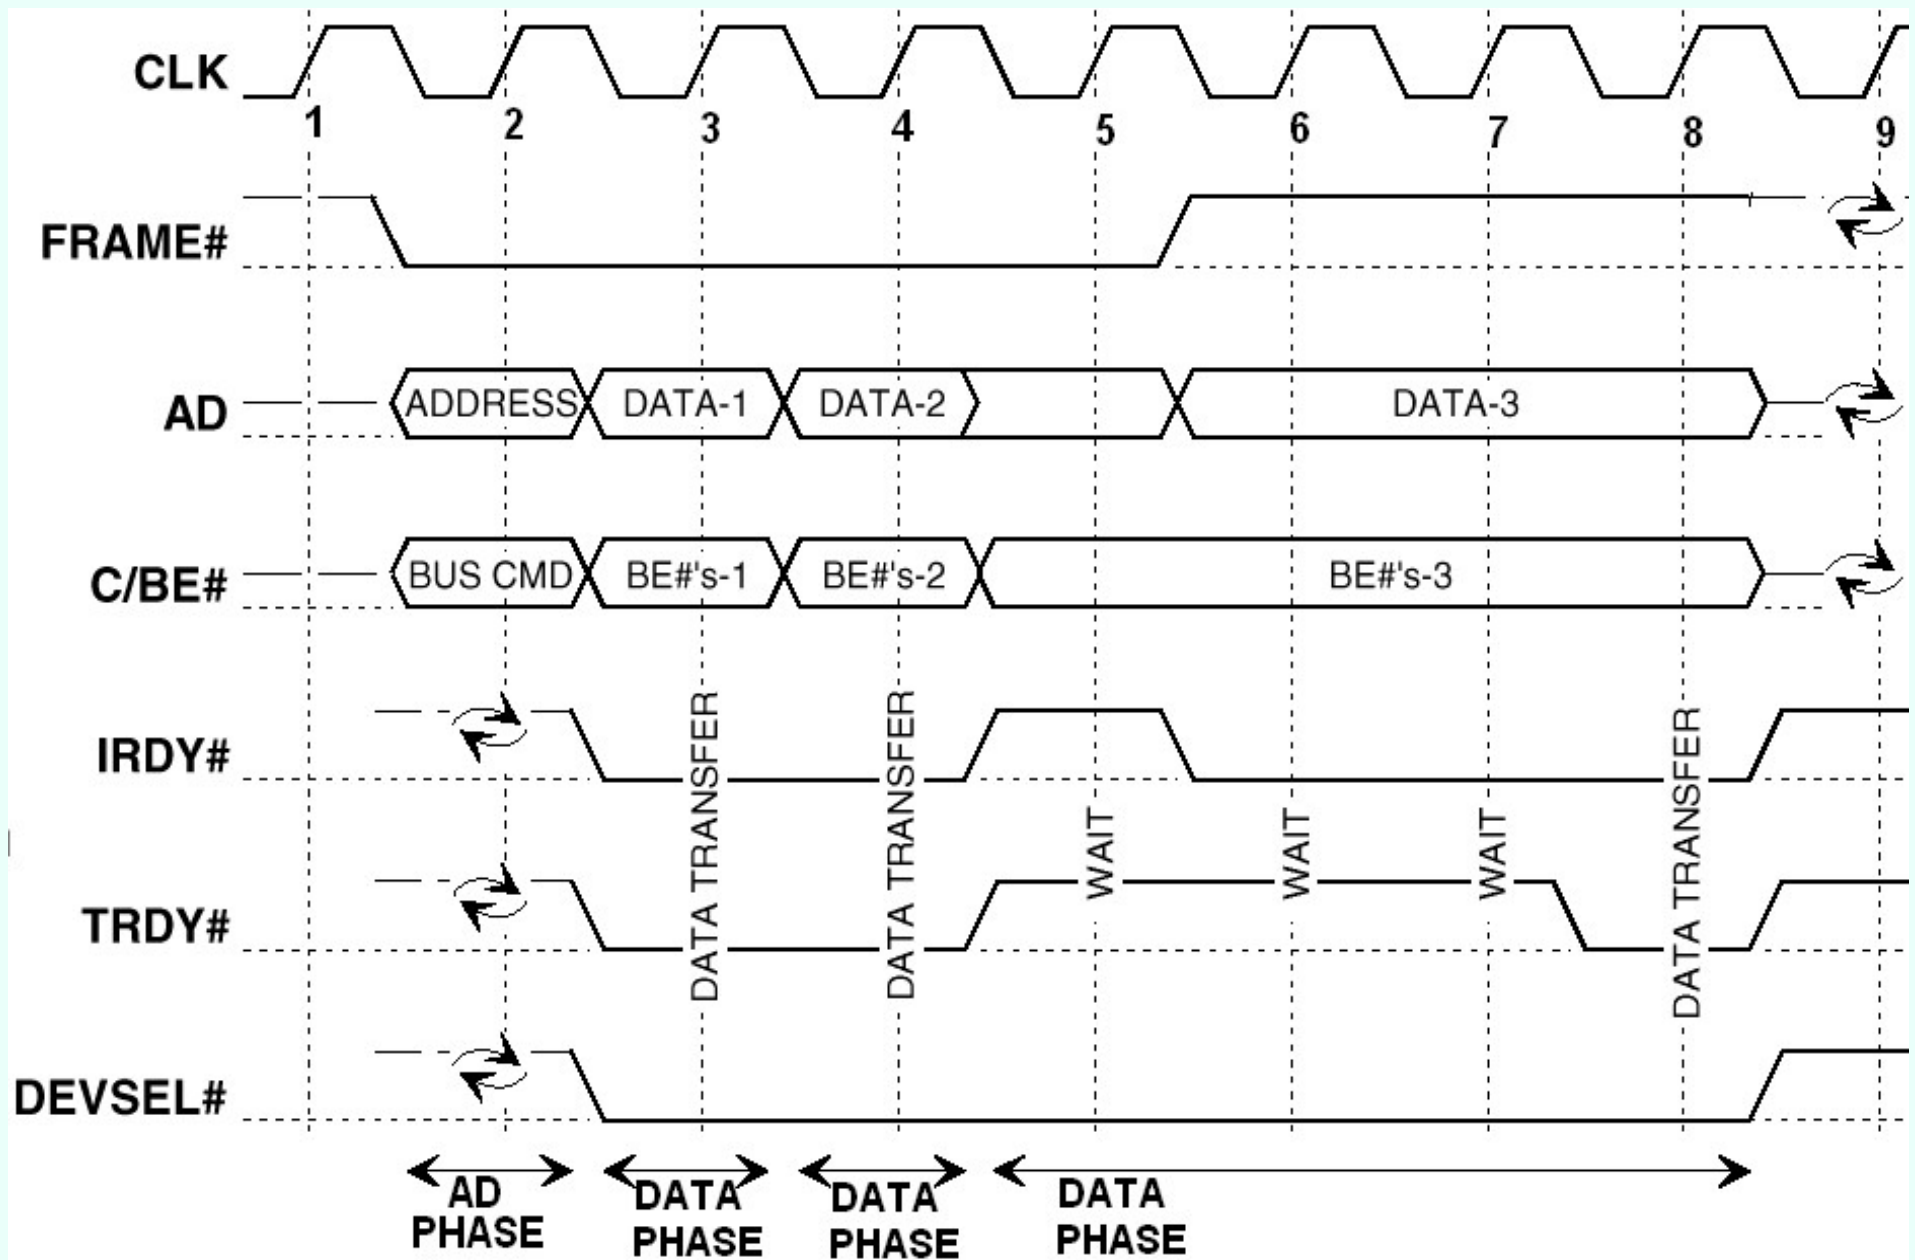 CLK
1 2 3 4 5 6 7 8 9
FRAME#
AD
ADDRESS DATA-1 DATA-2 DATA-3
C/BE#
BUS CMD BE#'s-1 BE#'s-2 BE#'s-3
IRDY#
DATA TRANSFER
DATA TRANSFER
WAIT
WAIT
WAIT
DATA TRANSFER
TRDY#
DEVSEL#
AD
PHASE
DATA
PHASE
DATA
PHASE
DATA
PHASE